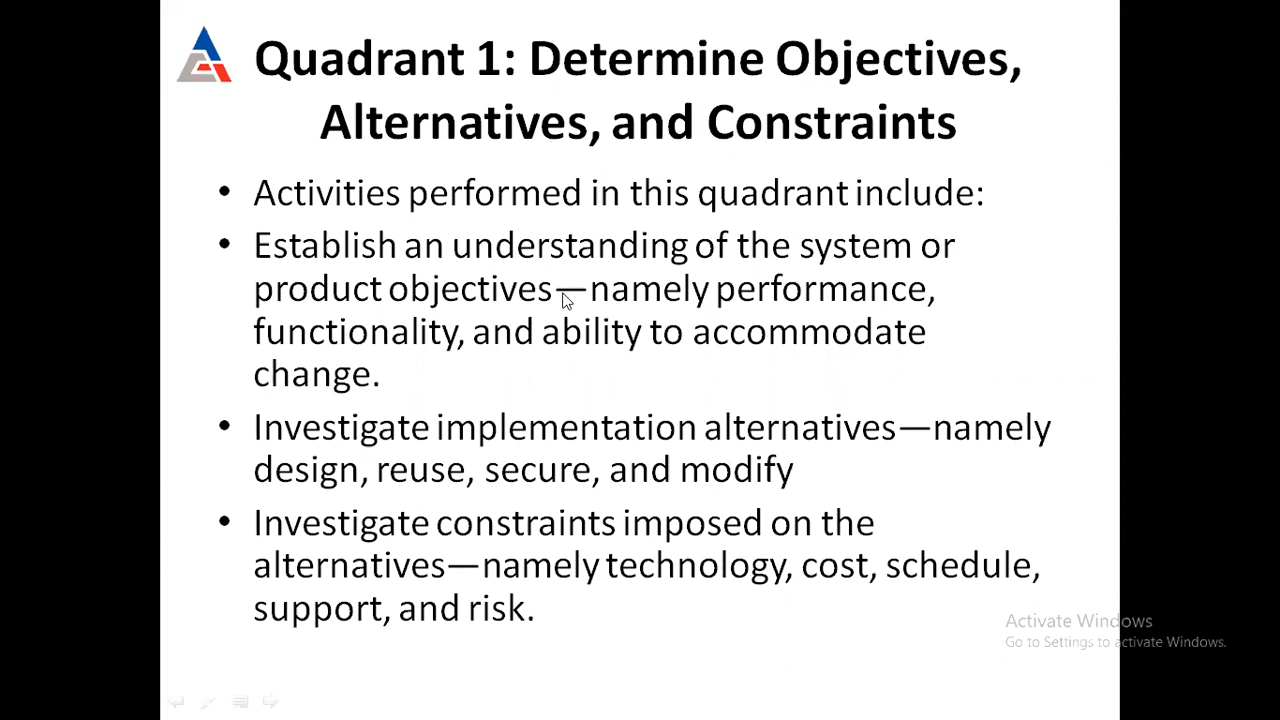 Quadrant 1: Determine Objectives,
Alternatives, and Constraints
• Activities performed in this quadrant include:
• Establish an understanding of the system or
product objectives—namely performance,
functionality, and ability to accommodate
change.
• Investigate implementation alternatives—namely
design, reuse, secure, and modify
• Investigate constraints imposed on the
alternatives—namely technology, cost, schedule,
support, and risk.
Activate Windows
Go to Settings to activate Windows.